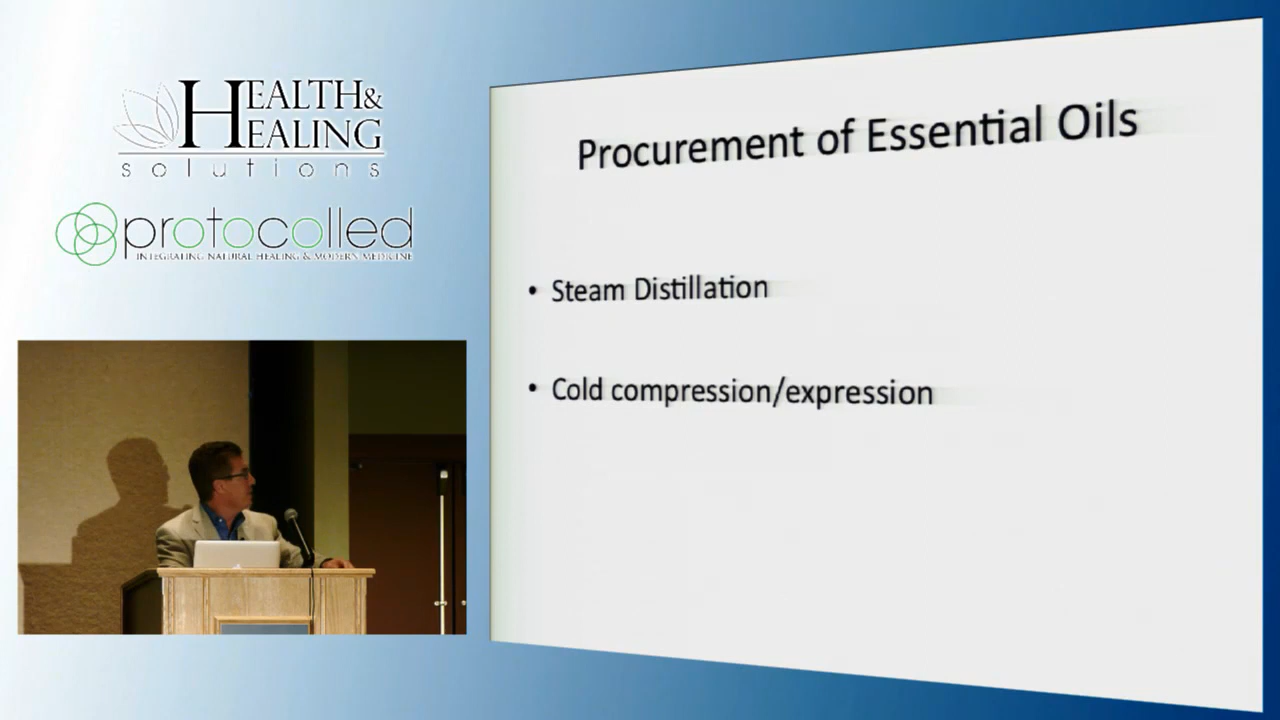 HEALTH&
HEALING
solutions
protocolled
INTEGRATING NATURAL HEALING & MODERN MEDICINE
Procurement of Essential Oils
• Steam Distillation
• Cold compression/expression